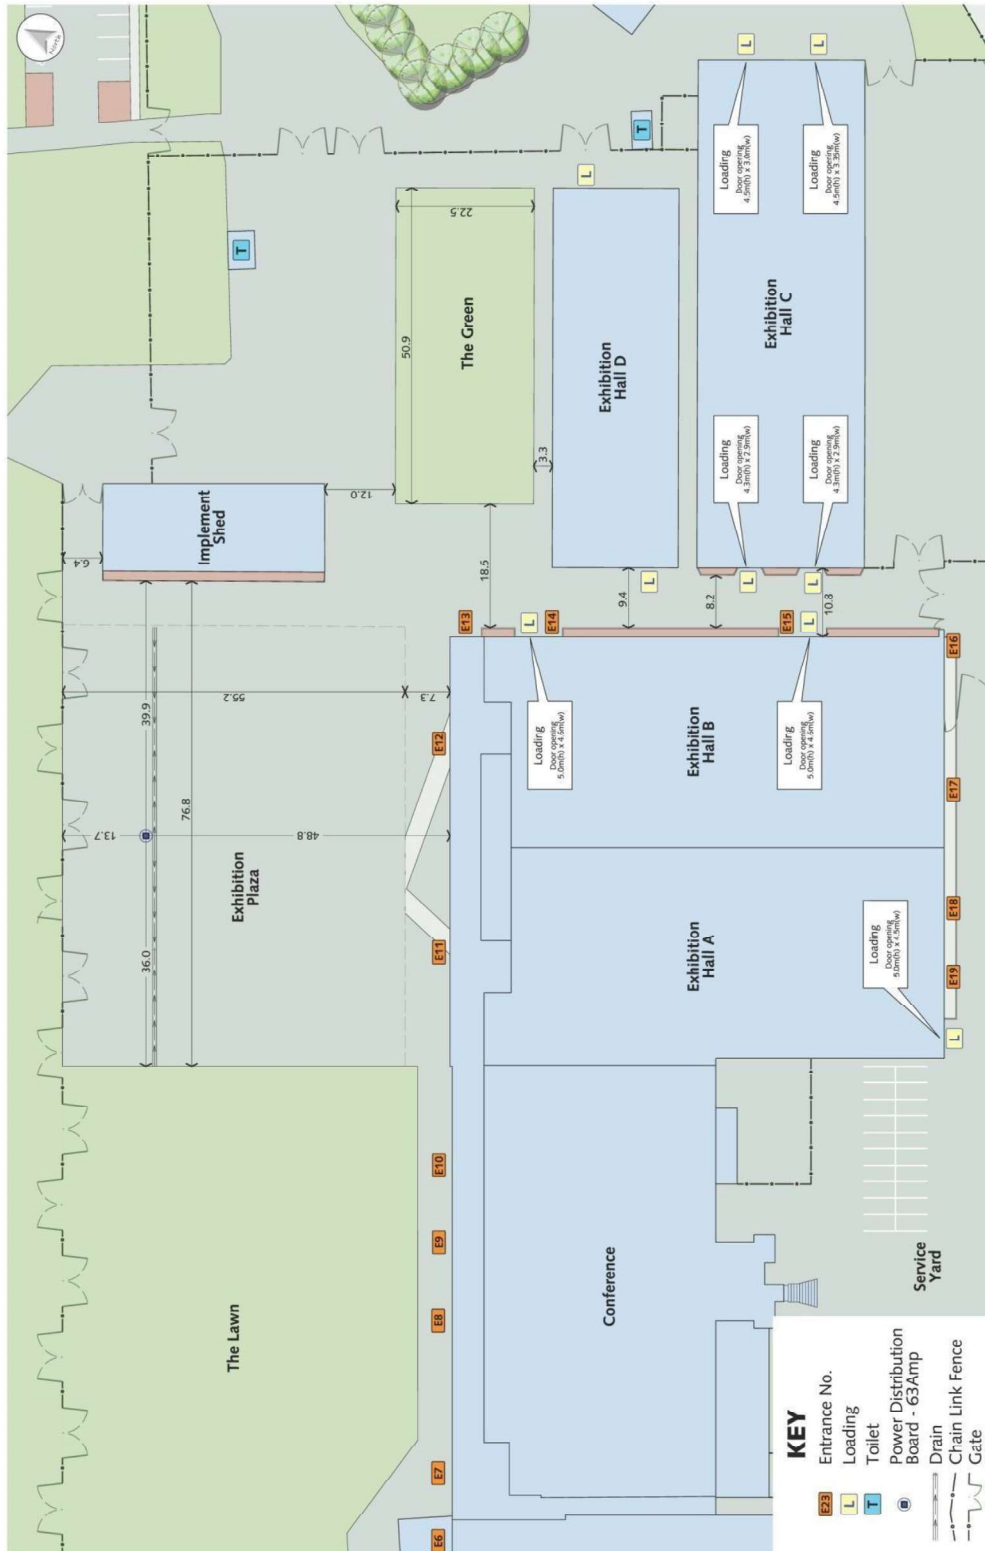 North
The Lawn
Exhibition
Plaza
Implement
Shed
The Green
Exhibition
Hall D
Exhibition
Hall C
Exhibition
Hall B
Exhibition
Hall A
Conference
Service
Yard
36.0
39.9
76.8
13.7
48.8
55.2
7.3
6.4
12.0
50.9
22.5
18.5
3.3
9.4
8.2
10.8
E6
E7
E8
E9
E10
E11
E12
E13
E14
E15
E16
E17
E18
E19
T
T
L
L
L
L
L
L
L
L
L
Loading
Door opening
5.0m(h) x 4.5m(w)
Loading
Door opening
5.0m(h) x 4.5m(w)
Loading
Door opening
5.0m(h) x 4.5m(w)
Loading
Door opening
4.3m(h) x 2.9m(w)
Loading
Door opening
4.3m(h) x 2.9m(w)
Loading
Door opening
Loading
Door opening
4.5m(h) x 3.35m(w)
KEY
E23 Entrance No.
L Loading
T Toilet
Power Distribution
Board - 63Amp
Drain
Chain Link Fence
Gate